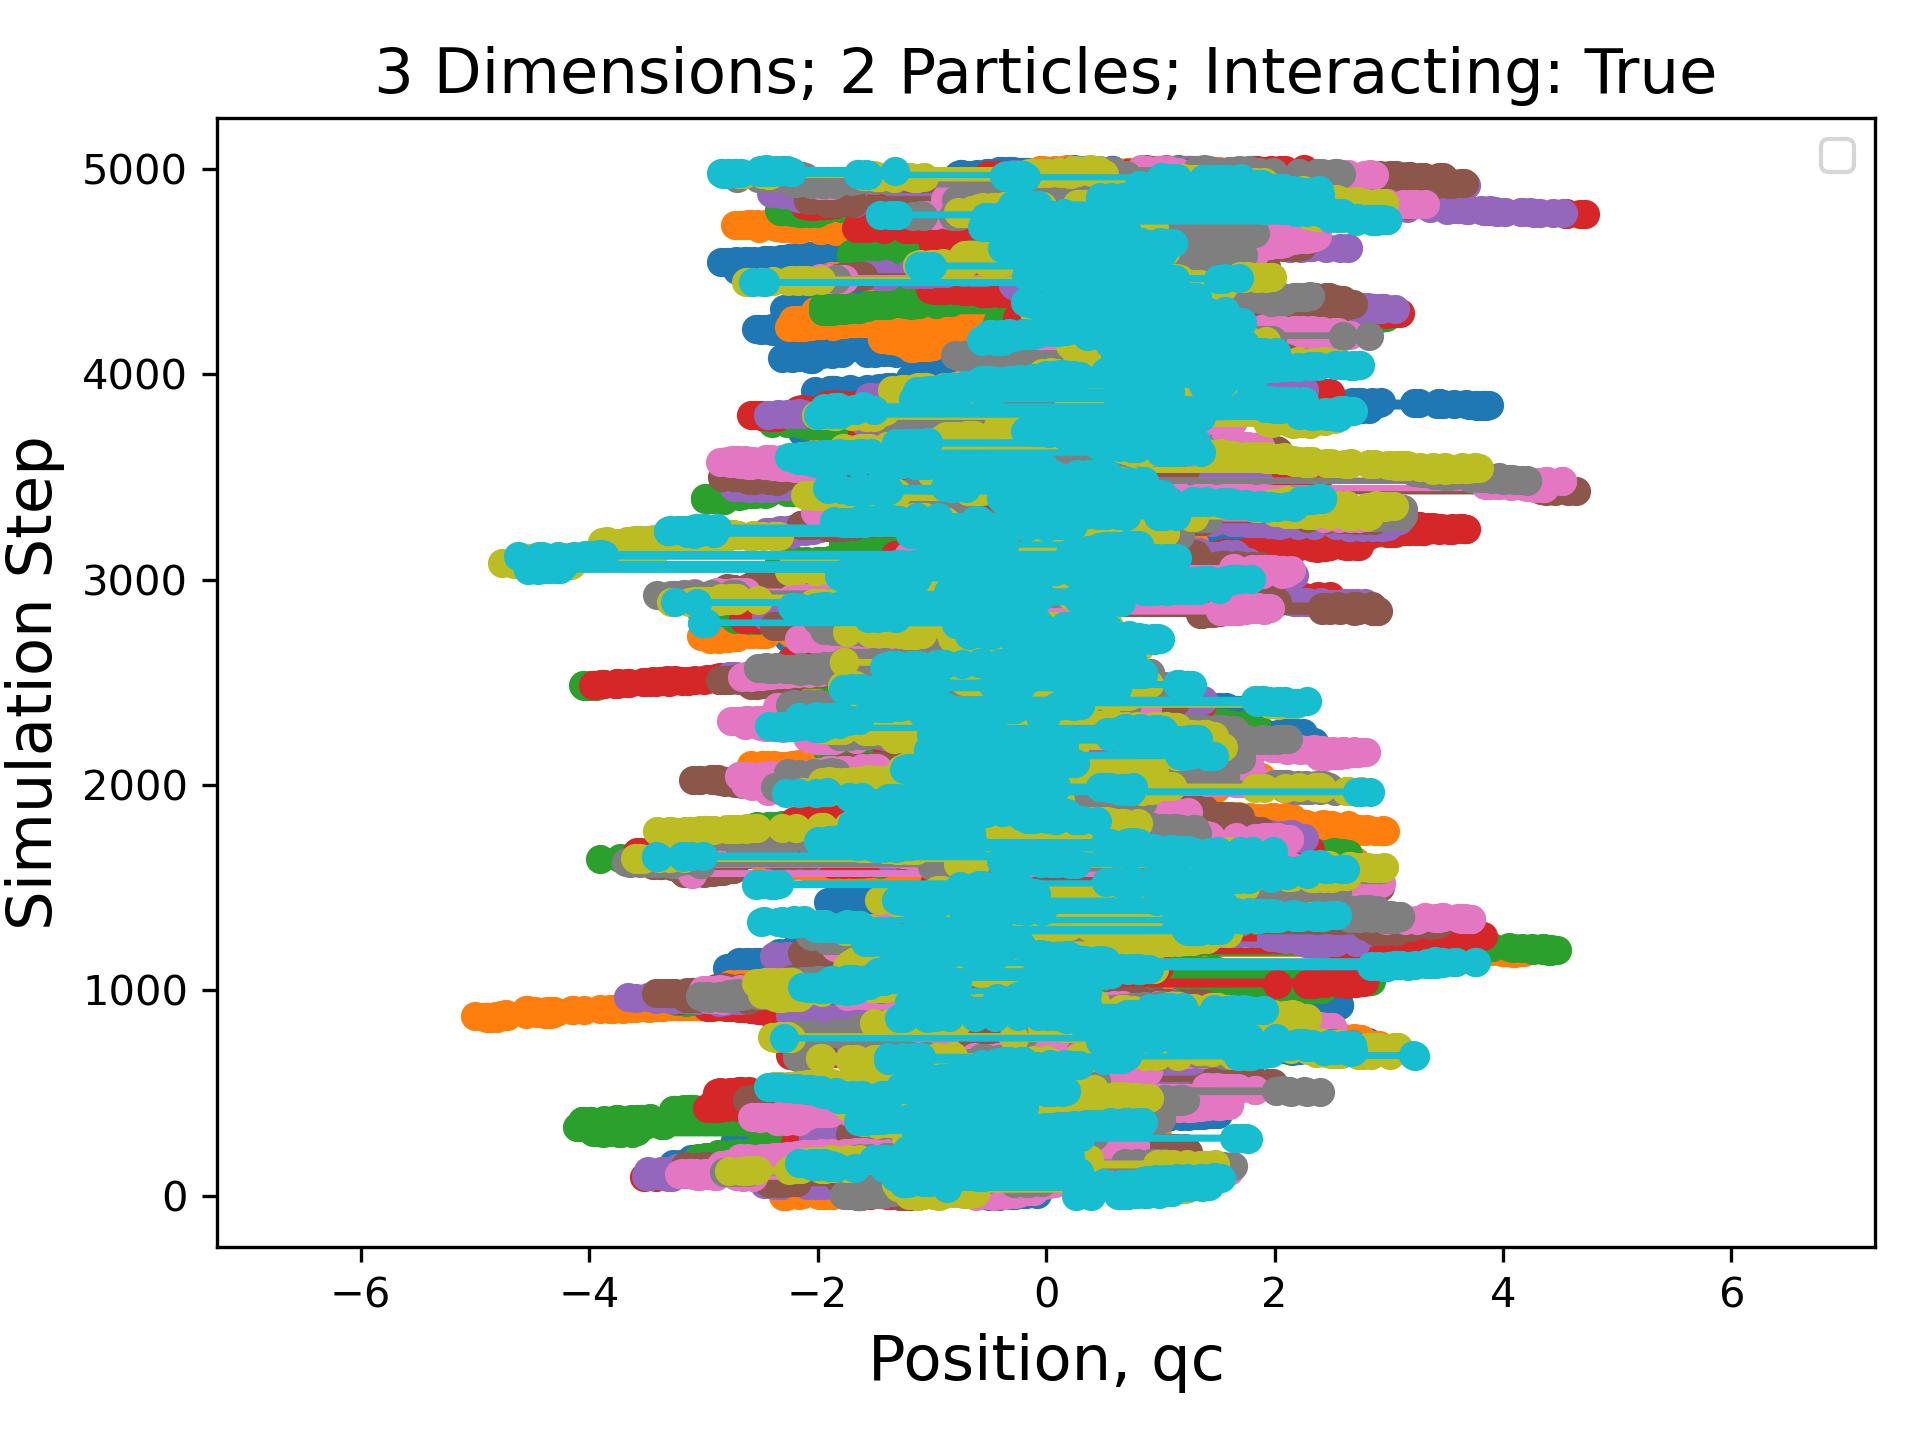 3 Dimensions; 2 Particles; Interacting: True
Simulation Step
5000
4000
3000
2000
1000
0
−6 −4 −2 0 2 4 6
Position, qc